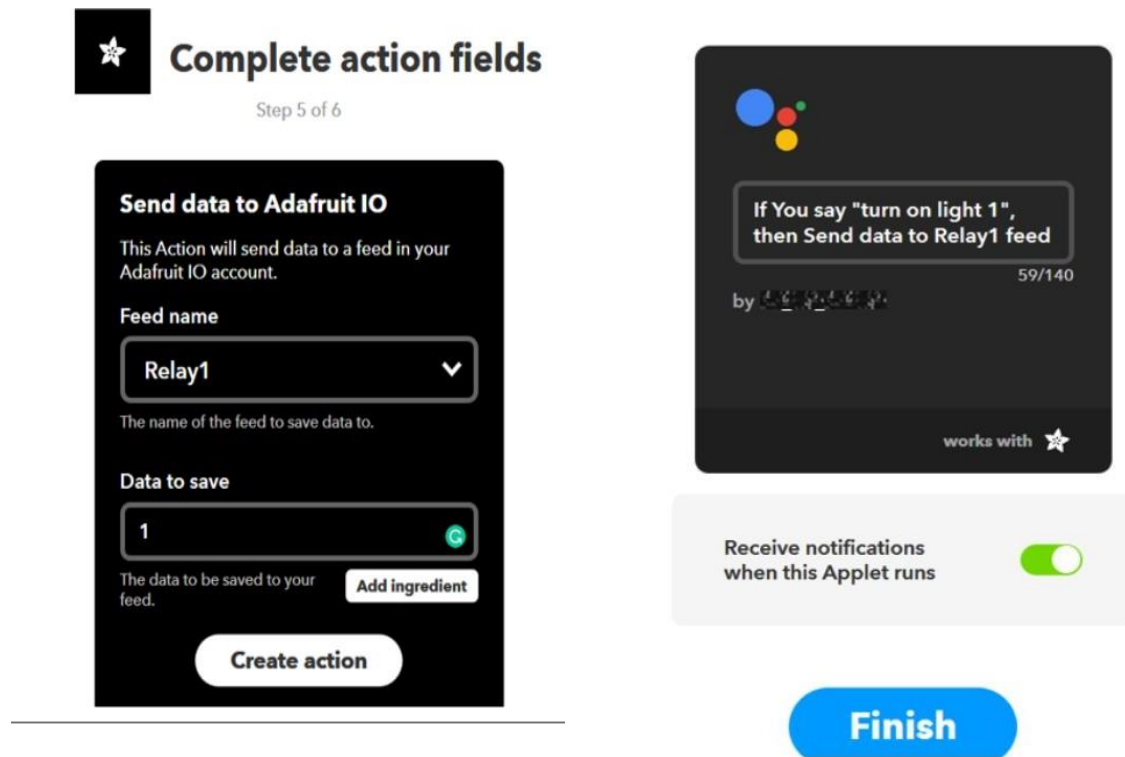 Complete action fields
Step 5 of 6
Send data to Adafruit IO
This Action will send data to a feed in your
Adafruit IO account.
Feed name
Relay1
The name of the feed to save data to.
Data to save
1
The data to be saved to your
feed.
Add ingredient
Create action
If You say "turn on light 1",
then Send data to Relay1 feed
59/140
by
works with
Receive notifications
when this Applet runs
Finish